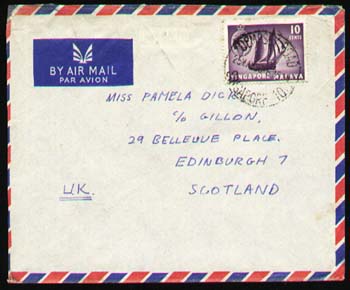 BY AIR MAIL
PAR AVION
10
CENTS
SINGAPORE MALAYA
MISS PAMELA
C/O GILLON,
29 BELLEVUE PLACE.
EDINBURGH 7
U.K.
SCOTLAND